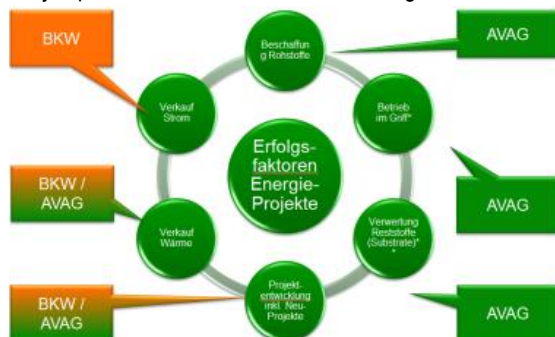 BKW
Beschaffun
g Rohstoffe
AVAG
Verkauf
Strom
Betrieb
im Griff*
Erfolgs-
faktoren
Energie-
Projekte
BKW /
AVAG
Verkauf
Wärme
Verwertung
Reststoffe
(Substrate)*
*
AVAG
BKW /
AVAG
Projekt-
entwicklung
inkl. Neu-
Projekte
AVAG